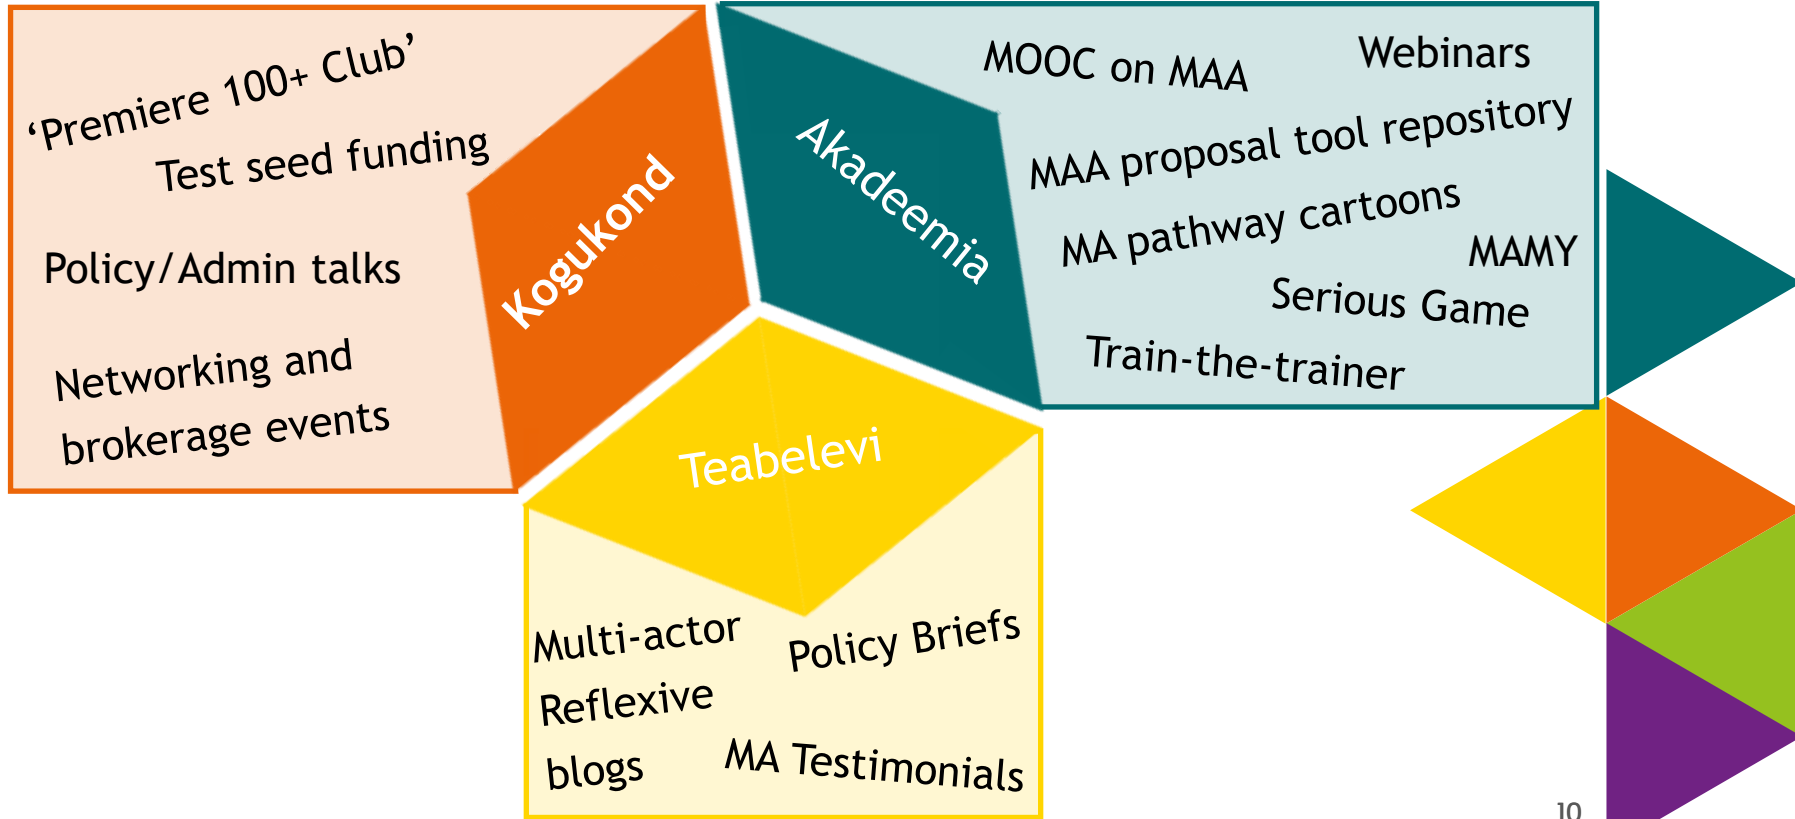 ‘Premiere 100+ Club’
Test seed funding
Policy/Admin talks
Networking and
brokerage events
Kogukond
Akadeemia
MOOC on MAA
Webinars
MAA proposal tool repository
MA pathway cartoons
MAMY
Serious Game
Train-the-trainer
Teabelevi
Multi-actor
Reflexive
blogs
Policy Briefs
MA Testimonials
10